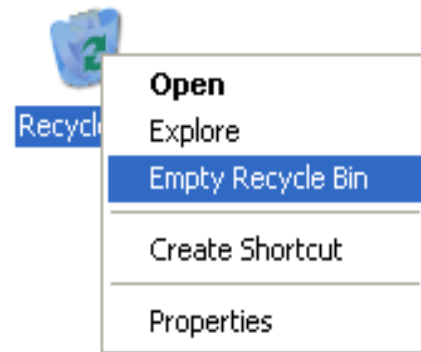 Recycl
Open
Explore
Empty Recycle Bin
Create Shortcut
Properties